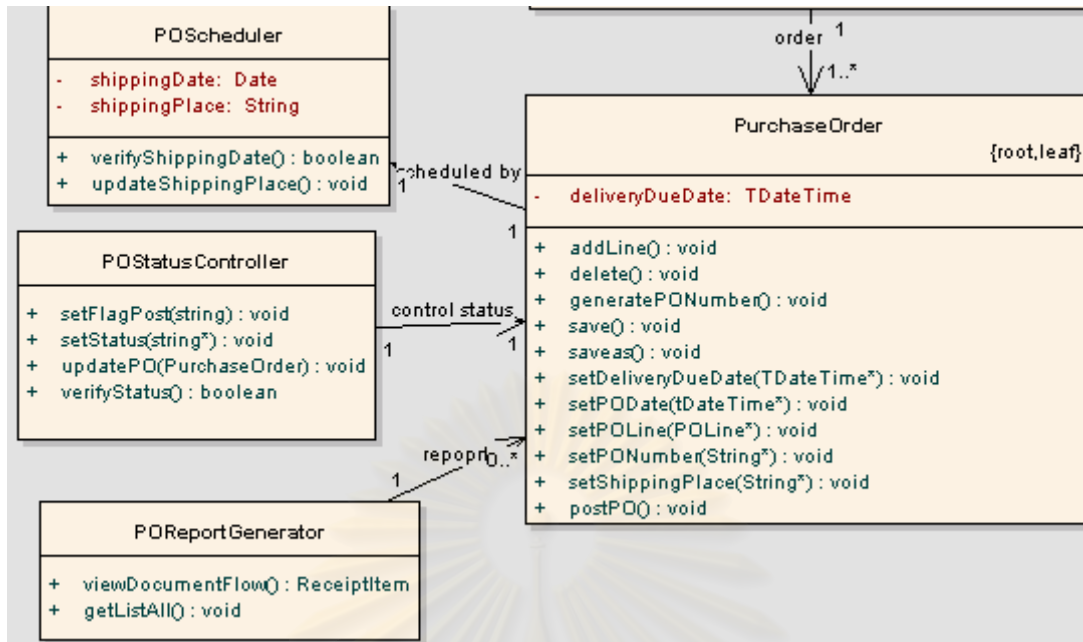 POScheduler
- shippingDate: Date
- shippingPlace: String
+ verifyShippingDate() : boolean
+ updateShippingPlace() : void
order 1
1..*
PurchaseOrder
{root,leaf}
- deliveryDueDate: TDateTime
+ addLine() : void
+ delete() : void
+ generatePONumber() : void
+ save() : void
+ saveas() : void
+ setDeliveryDueDate(TDateTime*) : void
+ setPODate(tDateTime*) : void
+ setPOLine(POLine*) : void
+ setPONumber(String*) : void
+ setShippingPlace(String*) : void
+ postPO() : void
cheduled by
1
1
POStatusController
+ setFlagPost(string) : void
+ setStatus(string*) : void
+ updatePO(PurchaseOrder) : void
+ verifyStatus() : boolean
control status
1
1
1
0..*
POReportGenerator
+ viewDocumentFlow() : ReceiptItem
+ getListAll() : void